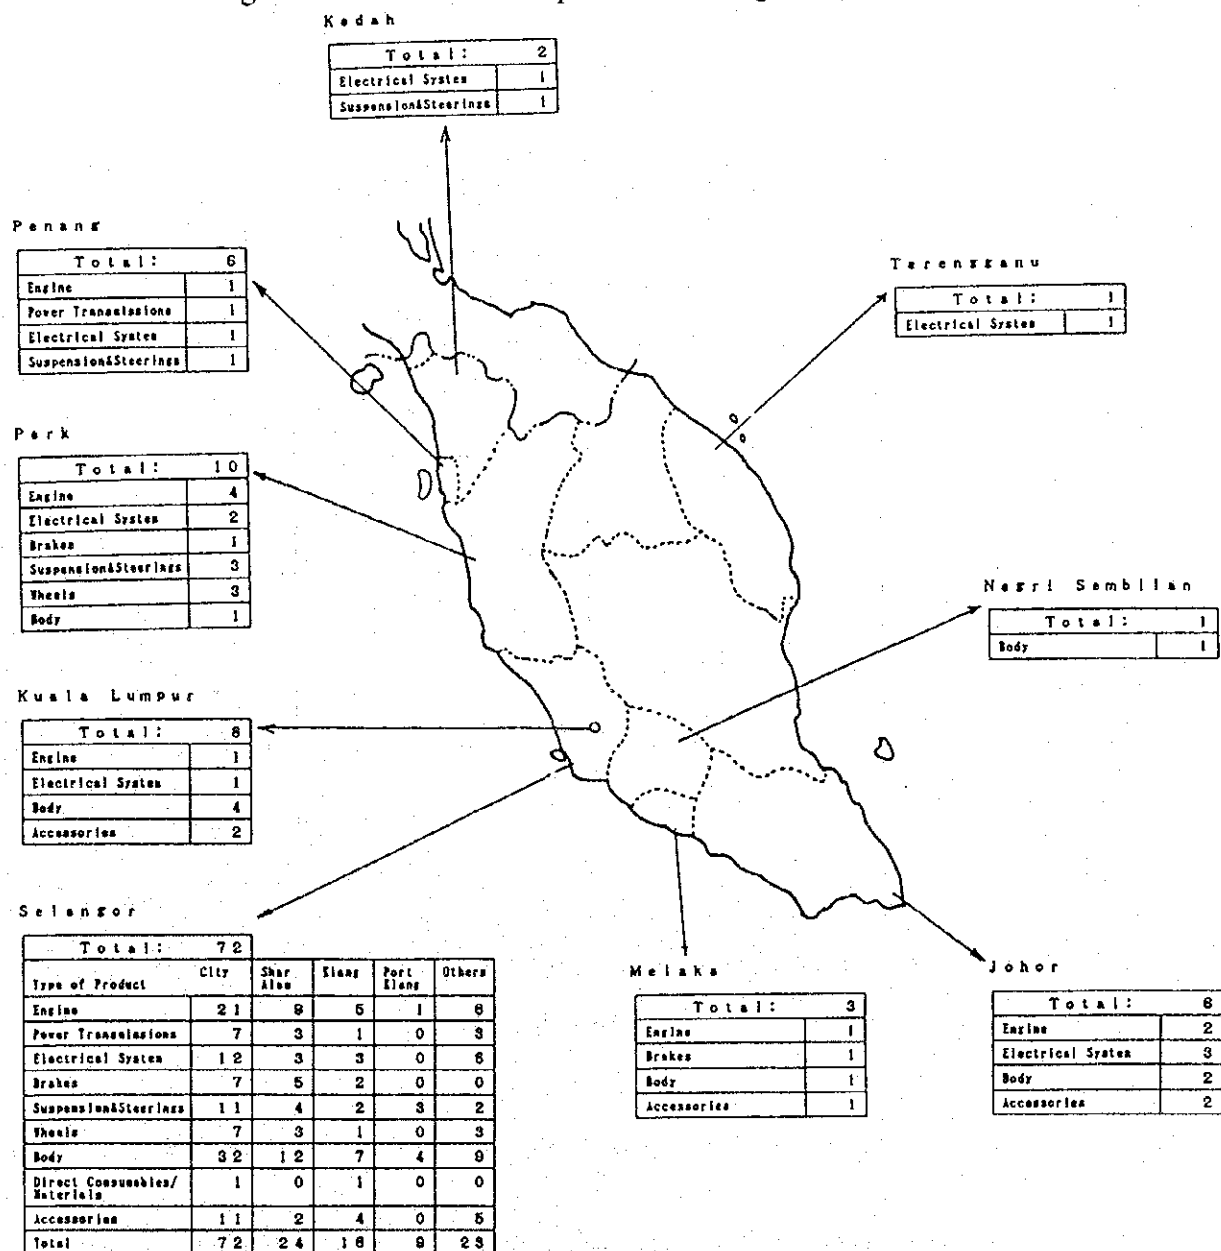 Kedah
Total: 2
Electrical System 1
Suspension&Steerings 1
Penang
Total: 6
Engine 1
Power Transmissions 1
Electrical System 1
Suspension&Steerings 1
Terengganu
Total: 1
Electrical System 1
Perk
Total: 10
Engine 4
Electrical System 2
Brakes 1
Suspension&Steerings 3
Wheels 3
Body 1
Negri Sembilan
Total: 1
Body 1
Kuala Lumpur
Total: 8
Engine 1
Electrical System 1
Body 4
Accessories 2
Selangor
Total: 72
Type of Product City Shar Alam Klang Port Klang Others
Engine 21 9 5 1 6
Power Transmissions 7 3 1 0 3
Electrical System 12 3 3 0 6
Brakes 7 5 2 0 0
Suspension&Steerings 11 4 2 3 2
Wheels 7 3 1 0 3
Body 32 12 7 4 9
Direct Consumables/
Materials 1 0 1 0 0
Accessories 11 2 4 0 5
Total 72 24 16 9 23
Melaka
Total: 3
Engine 1
Brakes 1
Body 1
Accessories 1
Johor
Total: 6
Engine 2
Electrical System 3
Body 2
Accessories 2